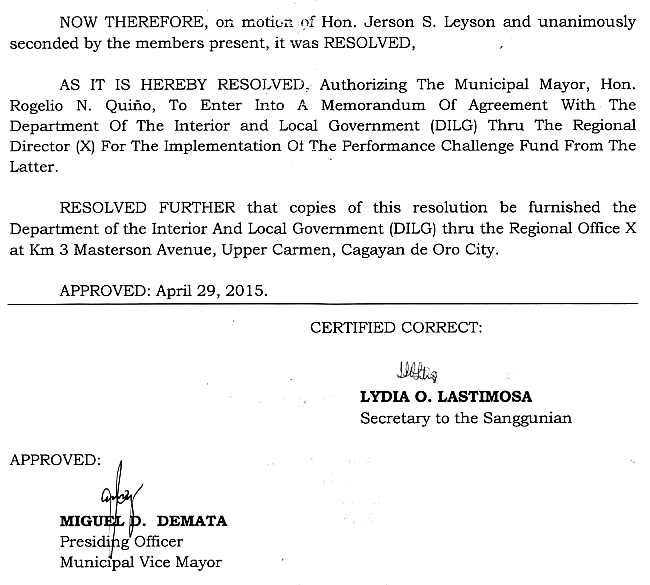 NOW THEREFORE, on motion of Hon. Jerson S. Leyson and unanimously
seconded by the members present, it was RESOLVED,
AS IT IS HEREBY RESOLVED, Authorizing The Municipal Mayor, Hon.
Rogelio N. Quiño, To Enter Into A Memorandum Of Agreement With The
Department Of The Interior and Local Government (DILG) Thru The Regional
Director (X) For The Implementation Of The Performance Challenge Fund From The
Latter.
RESOLVED FURTHER that copies of this resolution be furnished the
Department of the Interior And Local Government (DILG) thru the Regional Office X
at Km 3 Masterson Avenue, Upper Carmen, Cagayan de Oro City.
APPROVED: April 29, 2015.
CERTIFIED CORRECT:
LYDIA O. LASTIMOSA
Secretary to the Sanggunian
APPROVED:
MIGUEL D. DEMATA
Presiding Officer
Municipal Vice Mayor